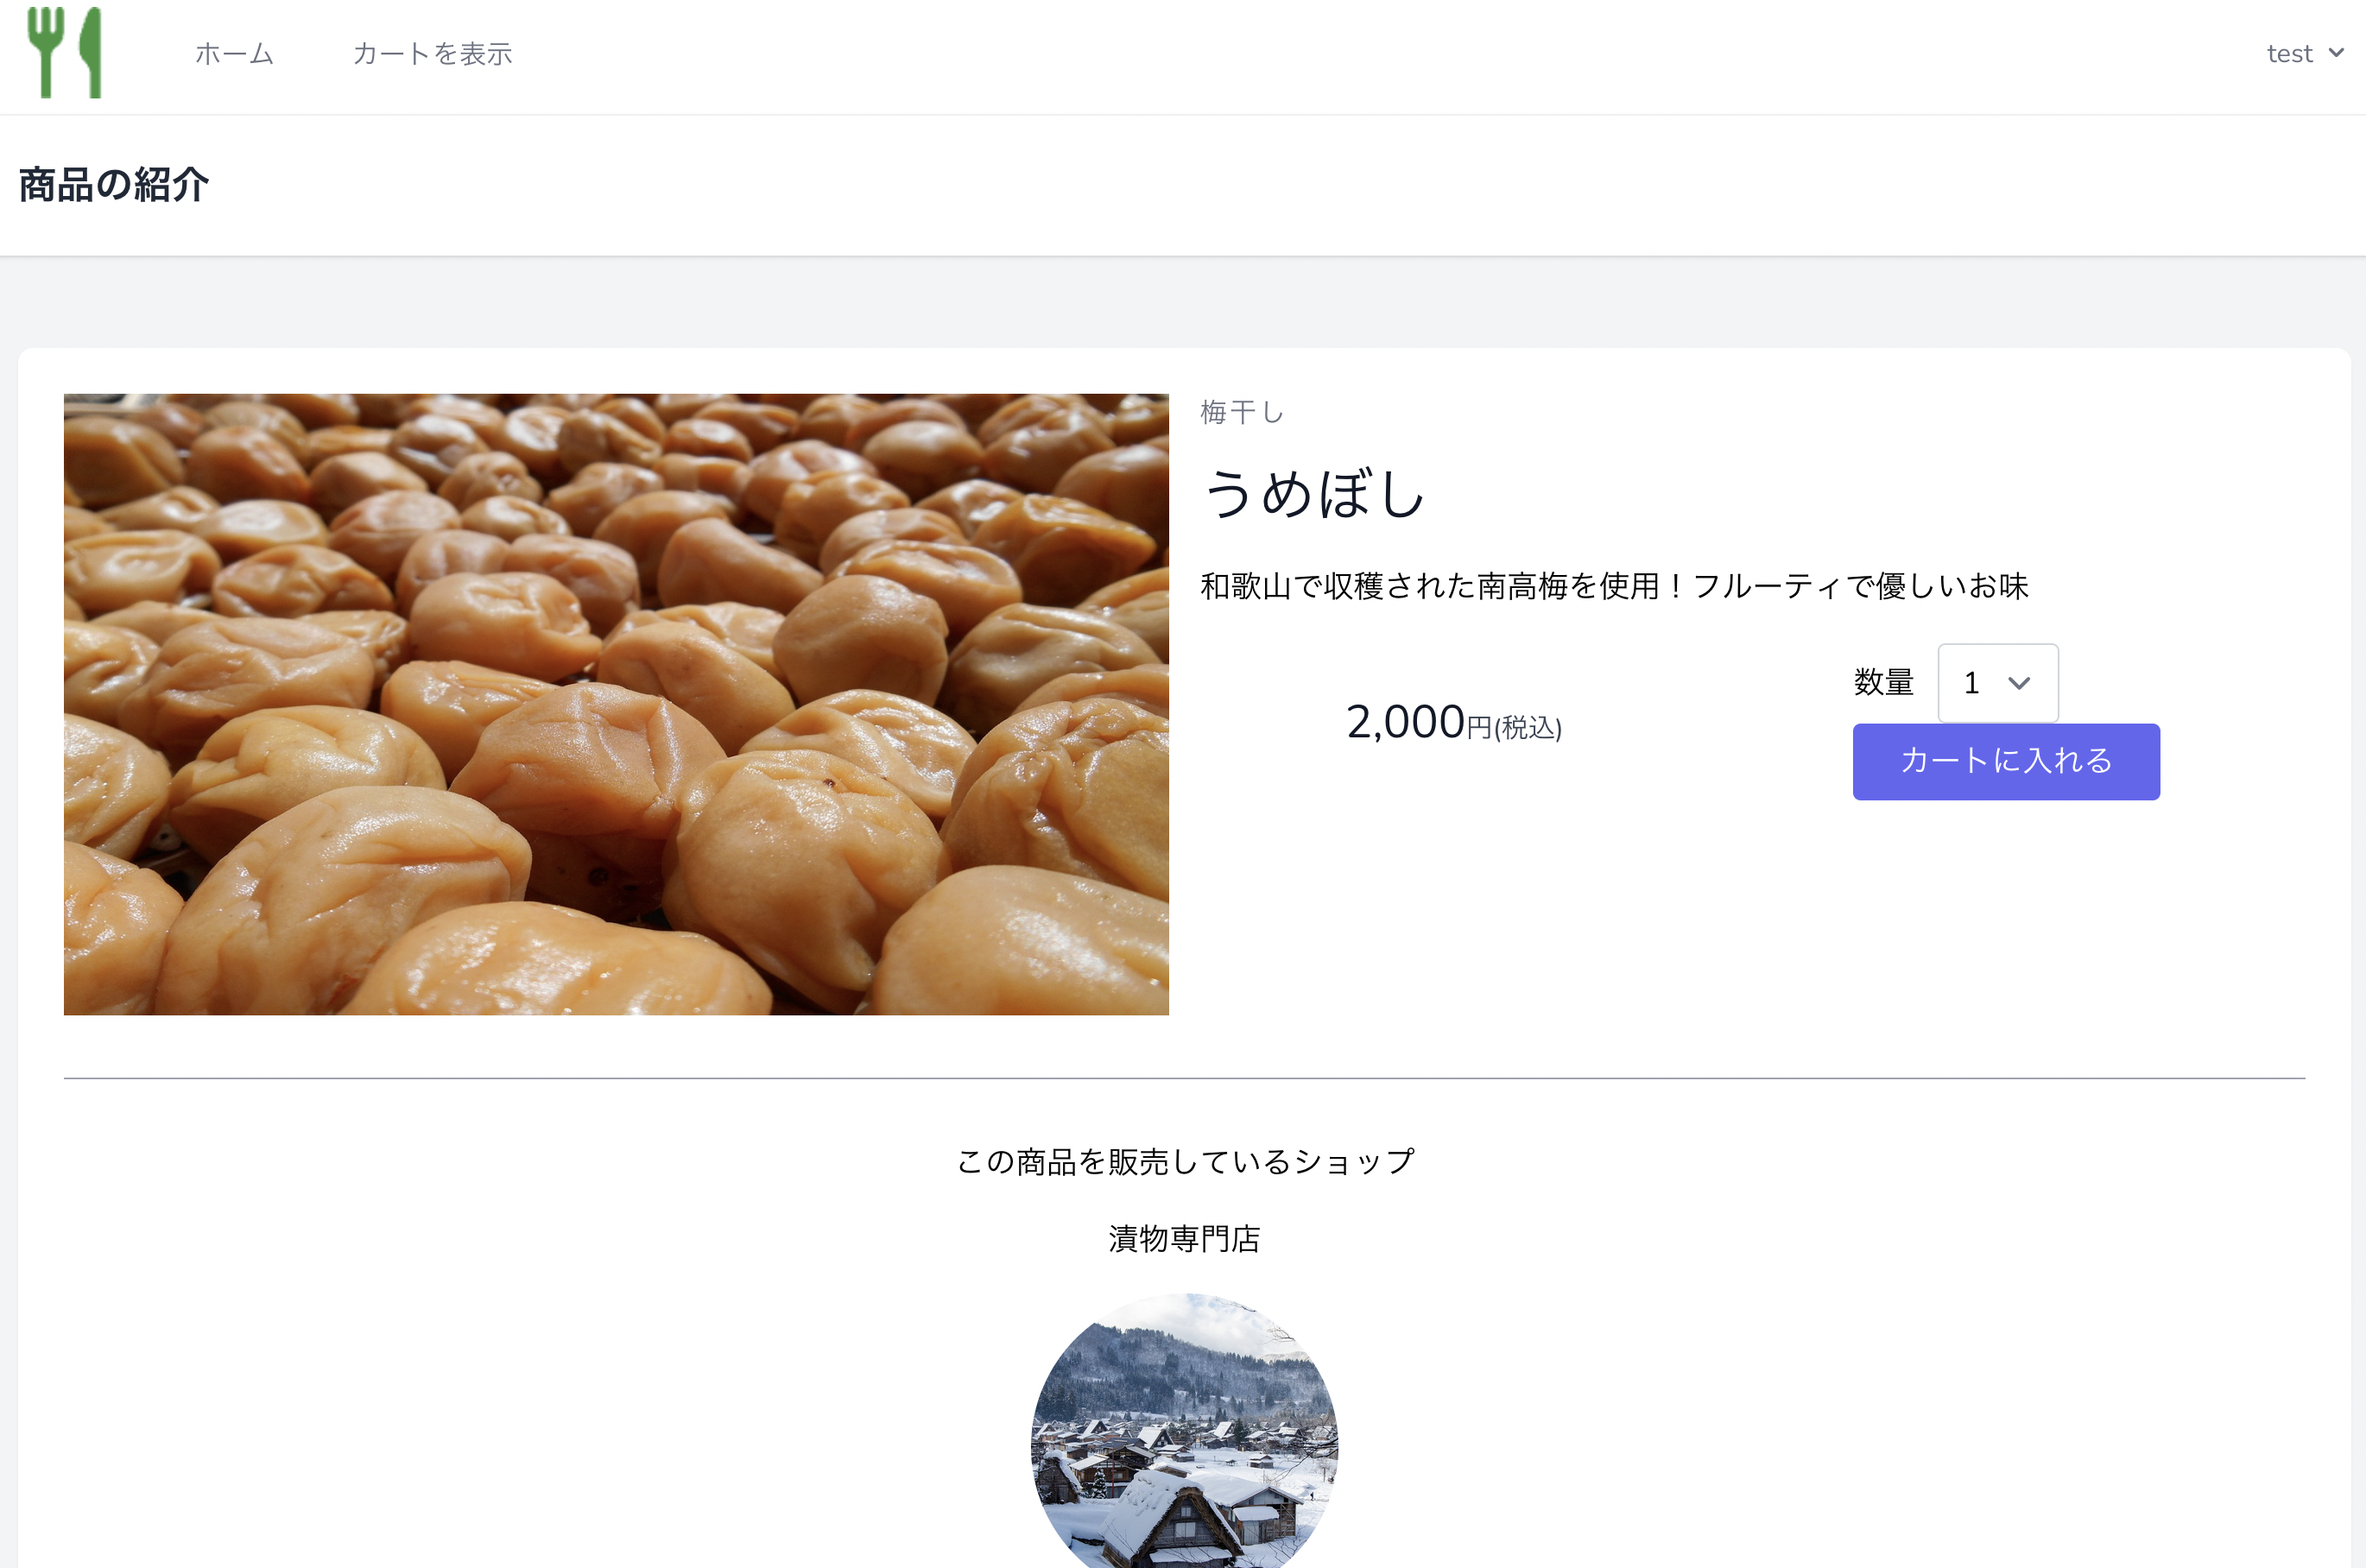 ホーム
カートを表示
test
商品の紹介
梅干し
うめぼし
和歌山で収穫された南高梅を使用！フルーティで優しいお味
数量 1
2,000円(税込)
カートに入れる
この商品を販売しているショップ
漬物専門店